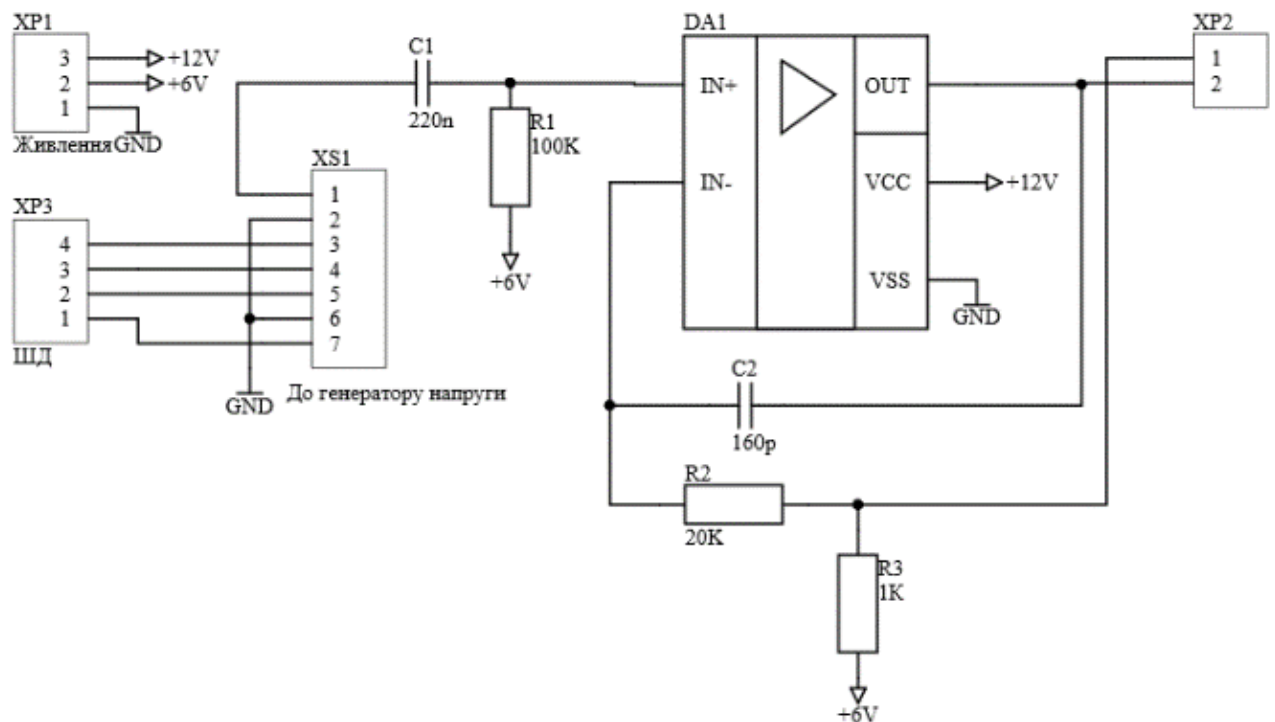 XP1
3
+12V
2
+6V
1
GND
Живлення
XP3
4
3
2
1
ШД
XS1
1
2
3
4
5
6
7
До генератору напруги
GND
C1
220n
R1
100K
+6V
DA1
IN+
IN-
OUT
VCC
VSS
+12V
GND
C2
160p
R2
20K
R3
1K
+6V
XP2
1
2